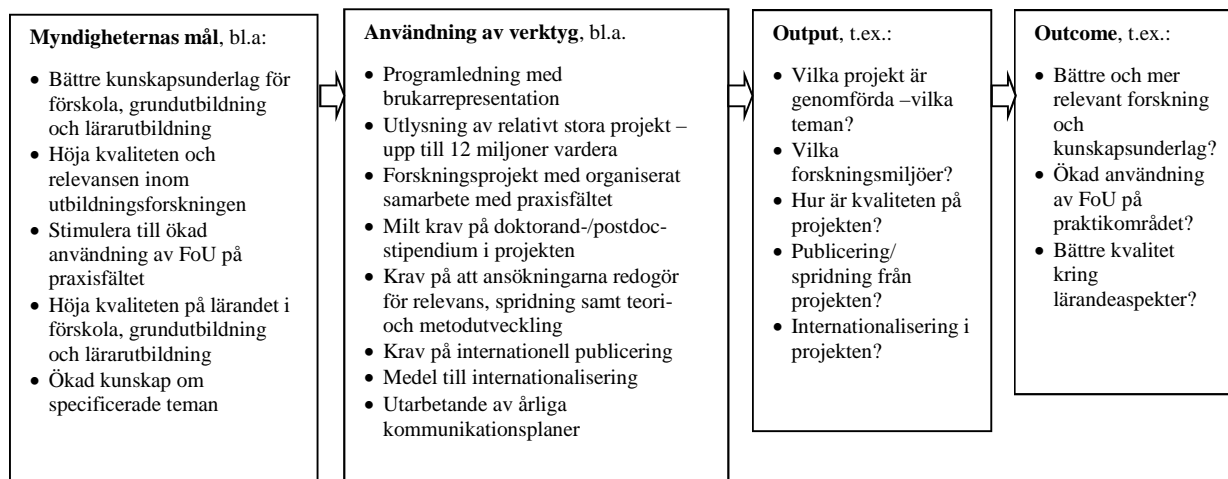 Myndigheternas mål, bl.a:
• Bättre kunskapsunderlag för
förskola, grundutbildning
och lärarutbildning
• Höja kvaliteten och
relevansen inom
utbildningsforskningen
• Stimulera till ökad
användning av FoU på
praxisfältet
• Höja kvaliteten på lärandet i
förskola, grundutbildning
och lärarutbildning
• Ökad kunskap om
specificerade teman
Användning av verktyg, bl.a.
• Programledning med
brukarrepresentation
• Utlysning av relativt stora projekt –
upp till 12 miljoner vardera
• Forskningsprojekt med organiserat
samarbete med praxisfältet
• Milt krav på doktorand-/postdoc-
stipendium i projekten
• Krav på att ansökningarna redogör
för relevans, spridning samt teori-
och metodutveckling
• Krav på internationell publicering
• Medel till internationalisering
• Utarbetande av årliga
kommunikationsplaner
Output, t.ex.:
• Vilka projekt är
genomförda –vilka
teman?
• Vilka
forskningsmiljöer?
• Hur är kvaliteten på
projekten?
• Publicering/
spridning från
projekten?
• Internationalisering i
projekten?
Outcome, t.ex.:
• Bättre och mer
relevant forskning
och
kunskapsunderlag?
• Ökad användning
av FoU på
praktikområdet?
• Bättre kvalitet
kring
lärandeaspekter?